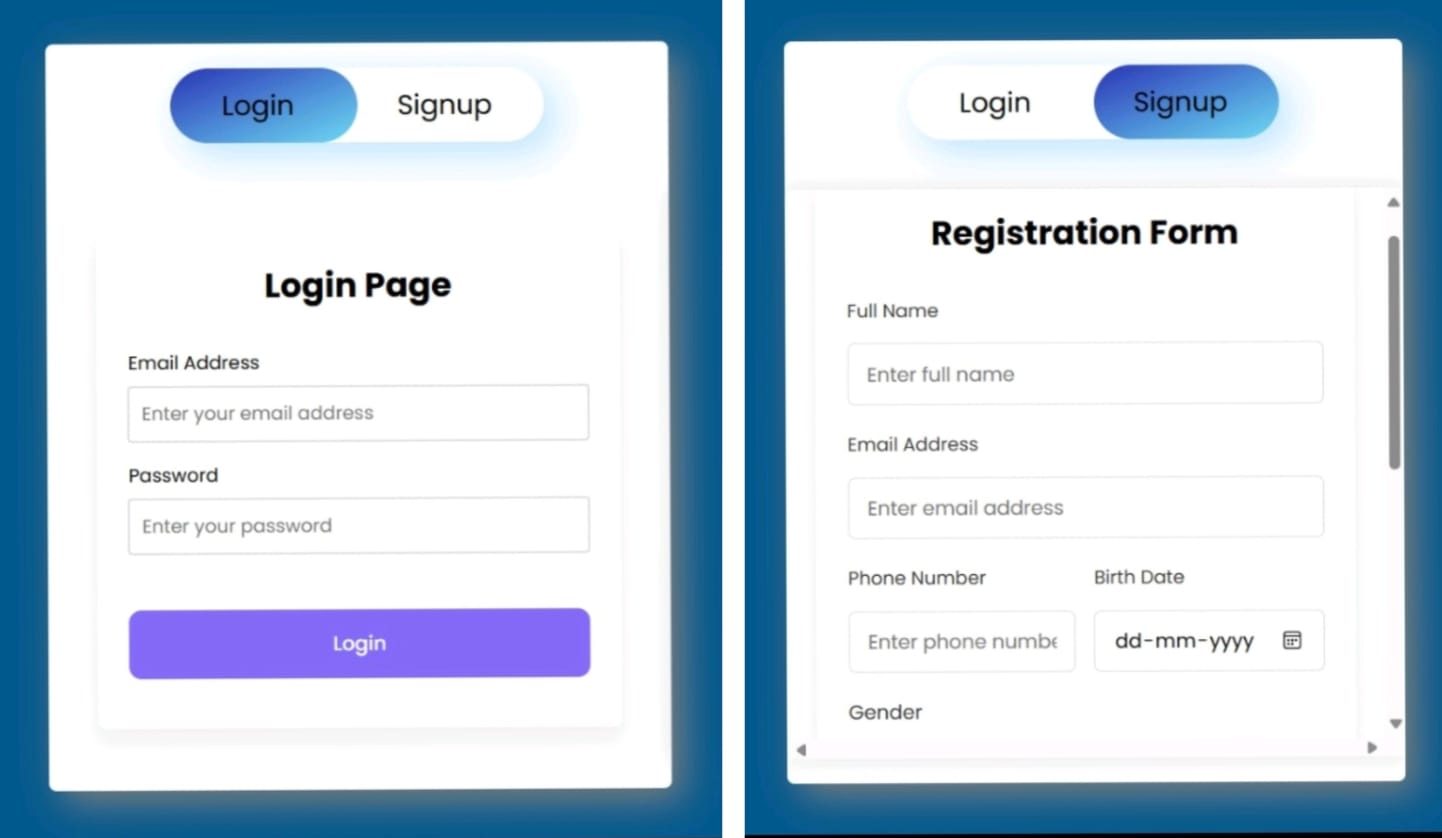 Login Signup
Login Page
Email Address
Enter your email address
Password
Enter your password
Login
Login Signup
Registration Form
Full Name
Enter full name
Email Address
Enter email address
Phone Number Birth Date
Enter phone numbe dd-mm-yyyy
Gender